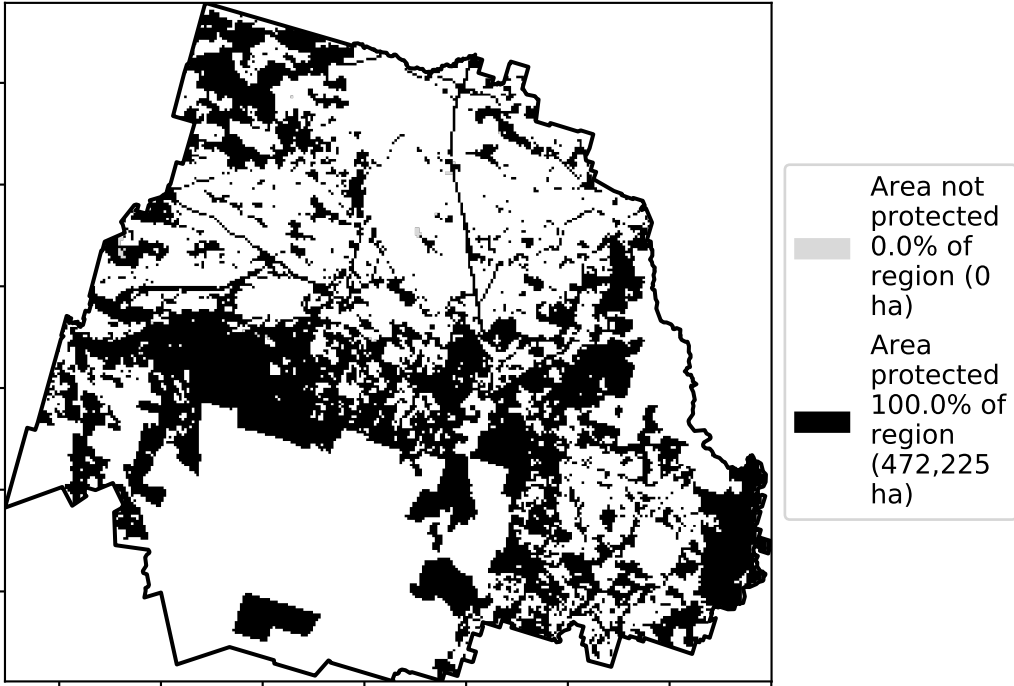 Area not
protected
0.0% of
region (0
ha)
Area
protected
100.0% of
region
(472,225
ha)